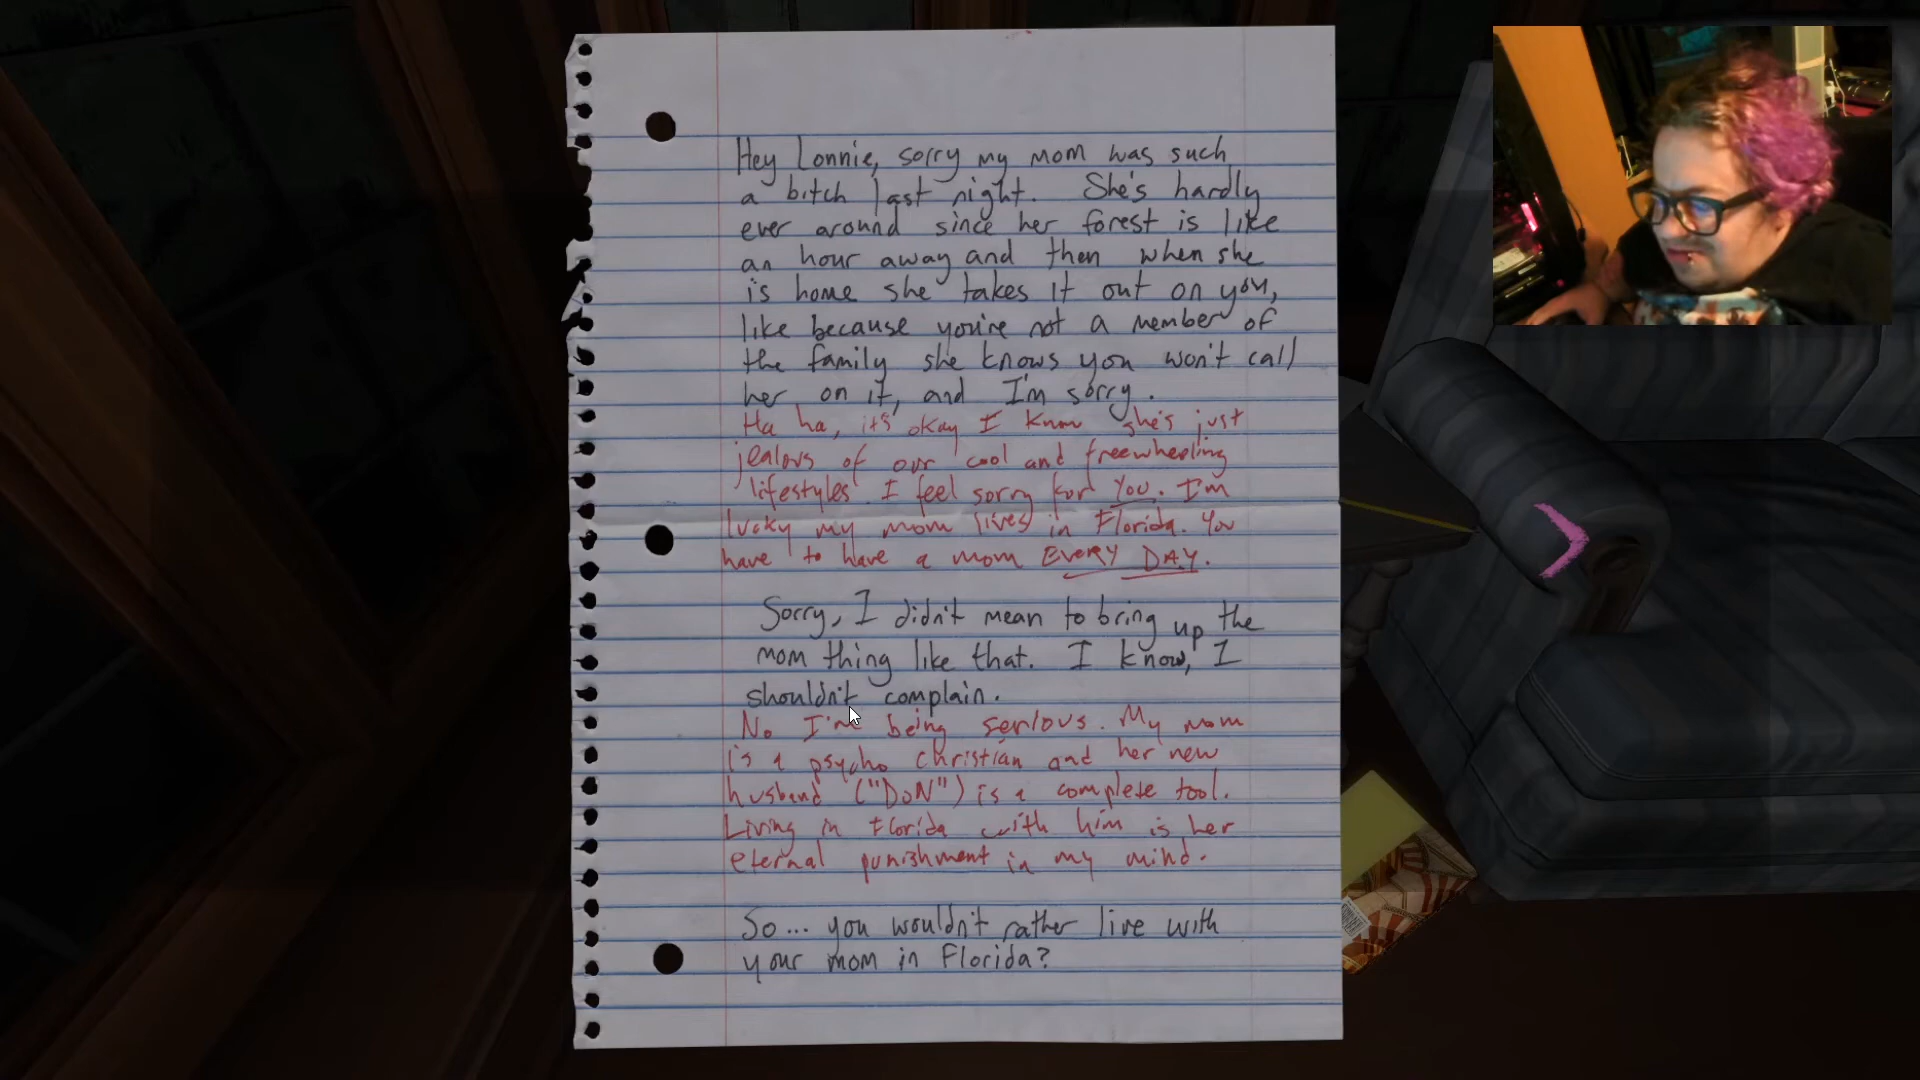 Hey Lonnie, sorry my mom was such
a bitch last night. She's hardly
ever around since her forest is like
an hour away and then when she
is home she takes it out on you,
like because you're not a member of
the family she knows you won't call
her on it, and I'm sorry.
Ha ha, it's okay I know she's just
jealous of our cool and freewheeling
lifestyles. I feel sorry for YOU. I'm
lucky my mom lives in Florida. You
have to have a mom EVERY DAY.
Sorry, I didn't mean to bring up the
mom thing like that. I know, I
shouldn't complain.
No I'm being serious. My mom
is a psycho Christian and her new
husband ("DoN") is a complete tool.
Living in Florida with him is her
eternal punishment in my mind.
So... you wouldn't rather live with
your mom in Florida?